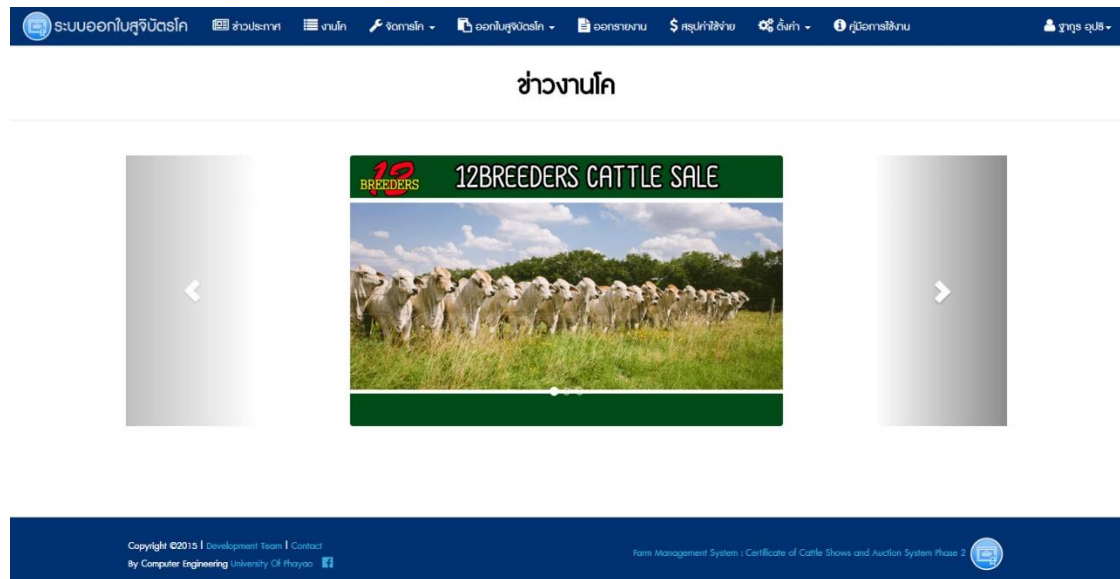 ระบบออกใบสูจิบัตรโค ข่าวประกาศ งานโค จัดการโค ออกใบสูจิบัตรโค ออกรายงาน สรุปค่าใช้จ่าย ตั้งค่า คู่มือการใช้งาน ฐากูร อุปธิ
ข่าวงานโค
12 BREEDERS 12BREEDERS CATTLE SALE
Copyright ©2015 | Development Team | Contact
By Computer Engineering University Of Phayao
Farm Management System : Certificate of Cattle Shows and Auction System Phase 2